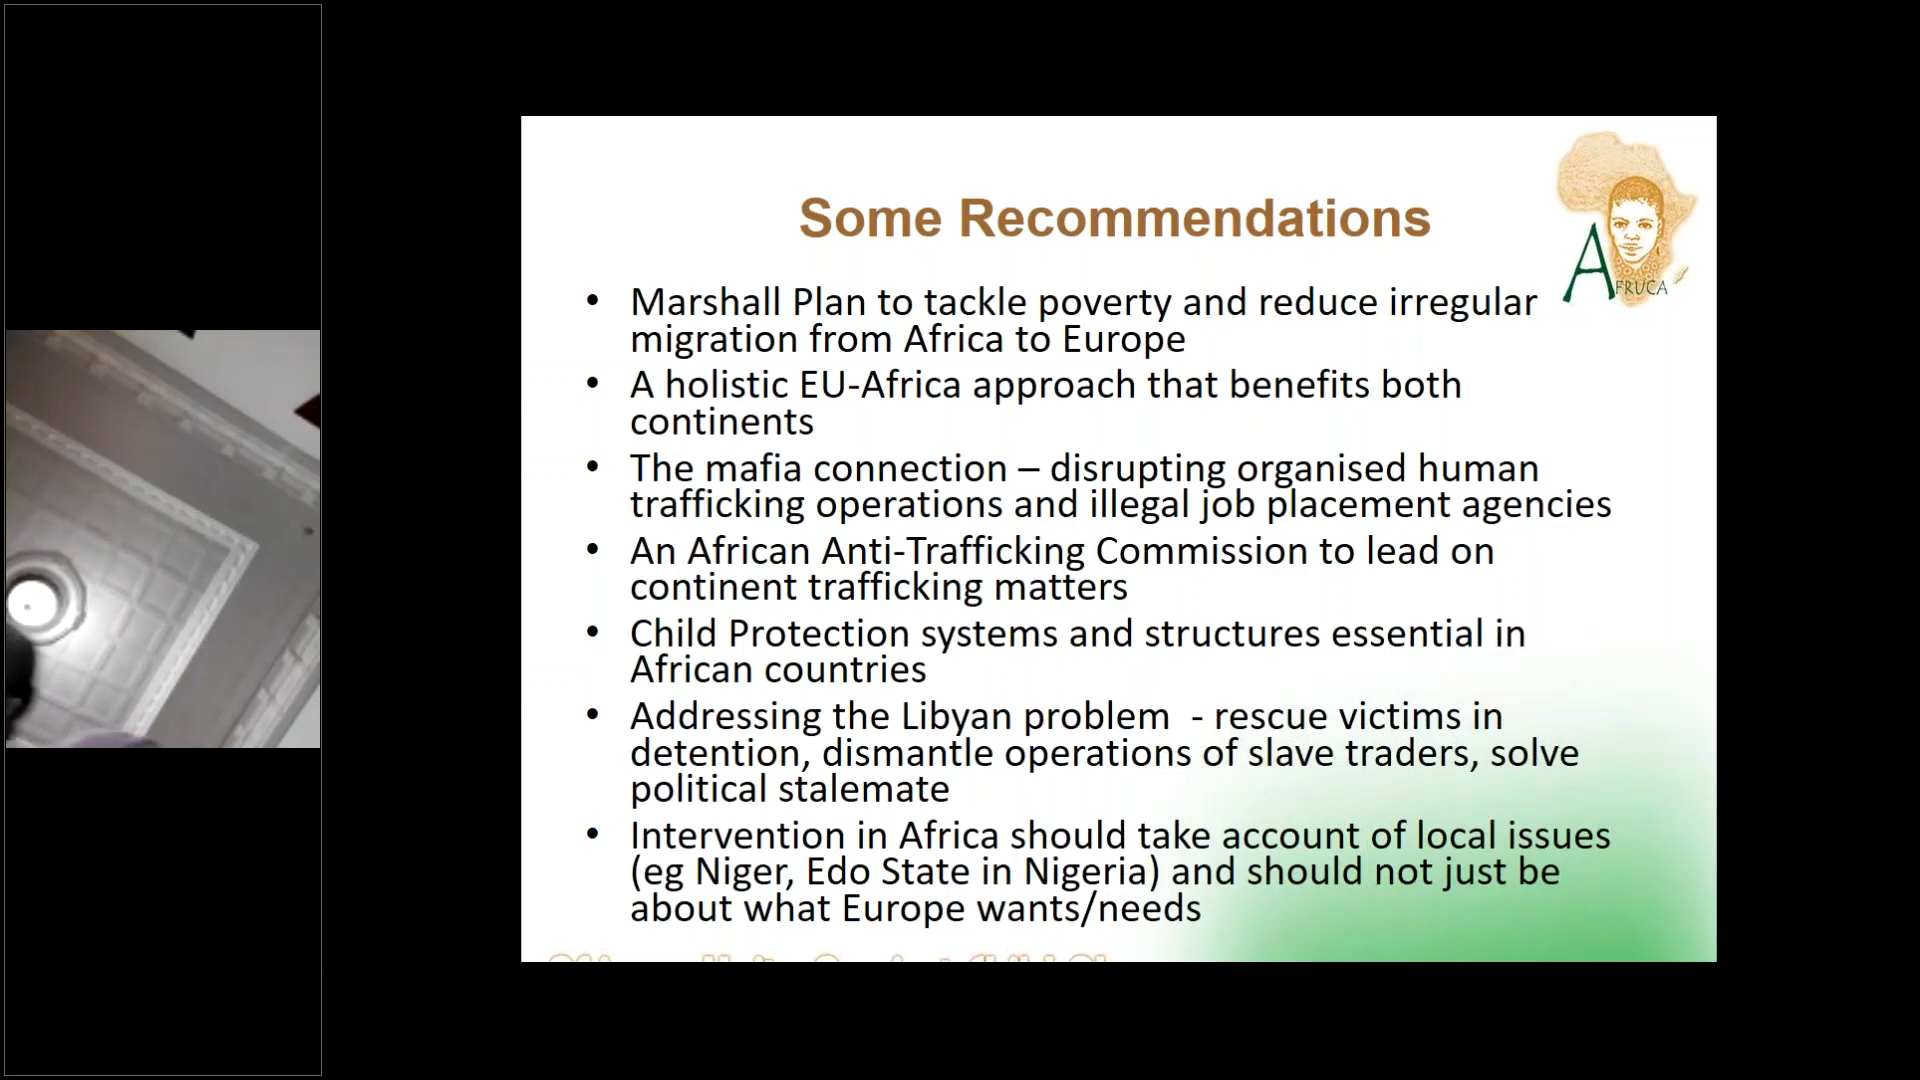 Some Recommendations
AFRUCA
• Marshall Plan to tackle poverty and reduce irregular
migration from Africa to Europe
• A holistic EU-Africa approach that benefits both
continents
• The mafia connection – disrupting organised human
trafficking operations and illegal job placement agencies
• An African Anti-Trafficking Commission to lead on
continent trafficking matters
• Child Protection systems and structures essential in
African countries
• Addressing the Libyan problem  - rescue victims in
detention, dismantle operations of slave traders, solve
political stalemate
• Intervention in Africa should take account of local issues
(eg Niger, Edo State in Nigeria) and should not just be
about what Europe wants/needs